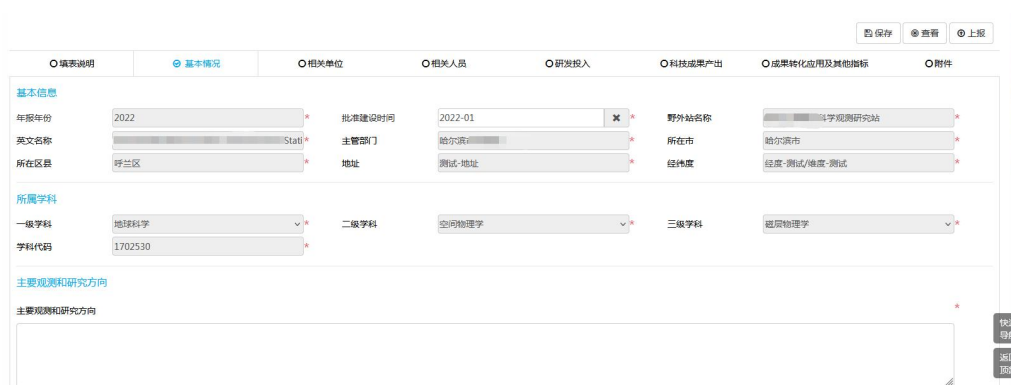 保存 查看 上报
填表说明 基本情况 相关单位 相关人员 研发投入 科技成果产出 成果转化应用及其他指标 附件
基本信息
年报年份 2022 * 批准建设时间 2022-01 * 野外站名称 学观测研究站 *
英文名称 Stati * 主管部门 哈尔滨 * 所在市 哈尔滨市 *
所在区县 呼兰区 * 地址 测试-地址 * 经纬度 经度-测试/维度-测试 *
所属学科
一级学科 地球科学 * 二级学科 空间物理学 * 三级学科 磁层物理学 *
学科代码 1702530 *
主要观测和研究方向
主要观测和研究方向 *
快速
导航
返回
顶部